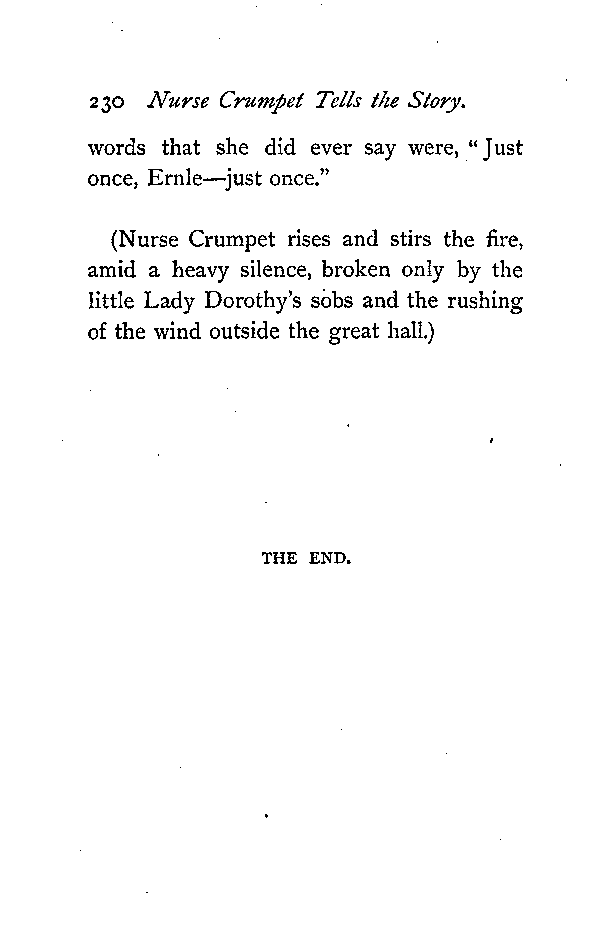 230 Nurse Crumpet Tells the Story.
words that she did ever say were, "Just
once, Ernle—just once."
(Nurse Crumpet rises and stirs the fire,
amid a heavy silence, broken only by the
little Lady Dorothy's sobs and the rushing
of the wind outside the great hall.)
THE END.